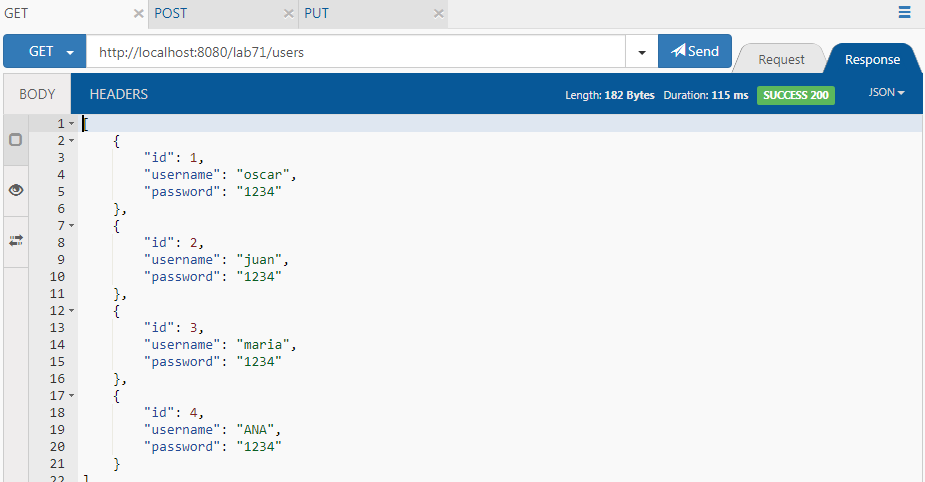 GET × POST × PUT ×
GET http://localhost:8080/lab71/users Send Request Response
BODY HEADERS Length: 182 Bytes Duration: 115 ms SUCCESS 200 JSON
1 [
2 {
3 "id": 1,
4 "username": "oscar",
5 "password": "1234"
6 },
7 {
8 "id": 2,
9 "username": "juan",
10 "password": "1234"
11 },
12 {
13 "id": 3,
14 "username": "maria",
15 "password": "1234"
16 },
17 {
18 "id": 4,
19 "username": "ANA",
20 "password": "1234"
21 }
22 ]